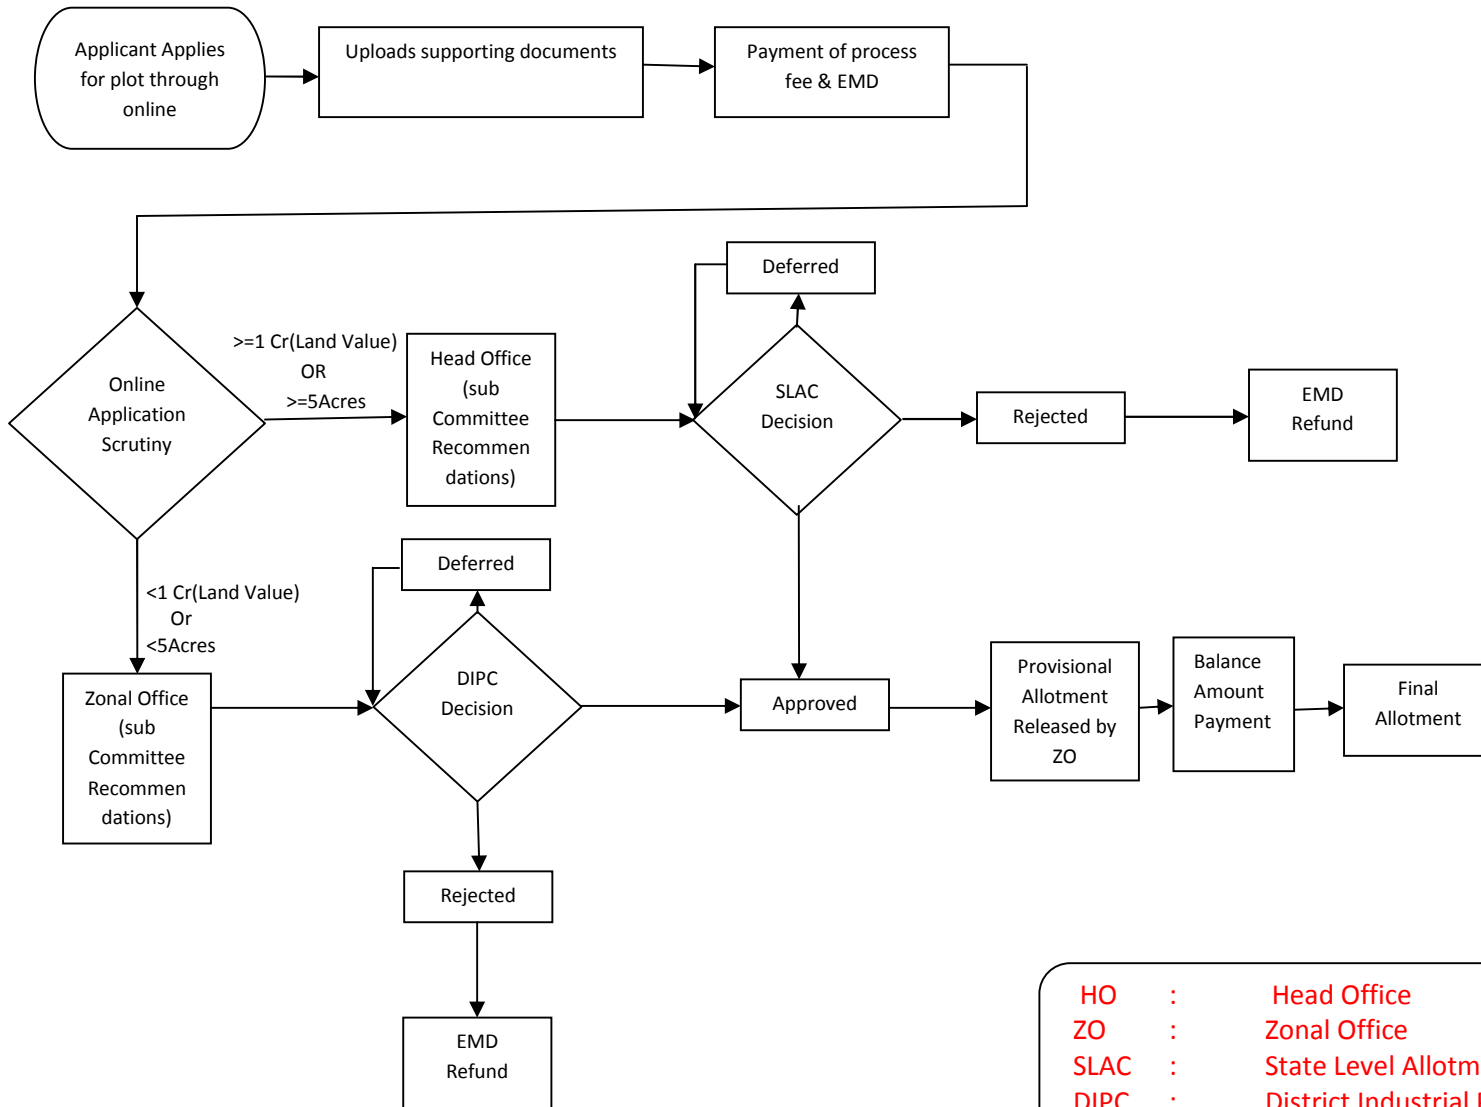 Applicant Applies
for plot through
online
Uploads supporting documents
Payment of process
fee & EMD
Deferred
>=1 Cr(Land Value)
OR
>=5Acres
Online
Application
Scrutiny
Head Office
(sub
Committee
Recommen
dations)
SLAC
Decision
Rejected
EMD
Refund
Deferred
<1 Cr(Land Value)
Or
<5Acres
Zonal Office
(sub
Committee
Recommen
dations)
DIPC
Decision
Approved
Provisional
Allotment
Released by
ZO
Balance
Amount
Payment
Final
Allotment
Rejected
EMD
Refund
HO : Head Office
ZO : Zonal Office
SLAC : State Level
DIPC : District Industrial